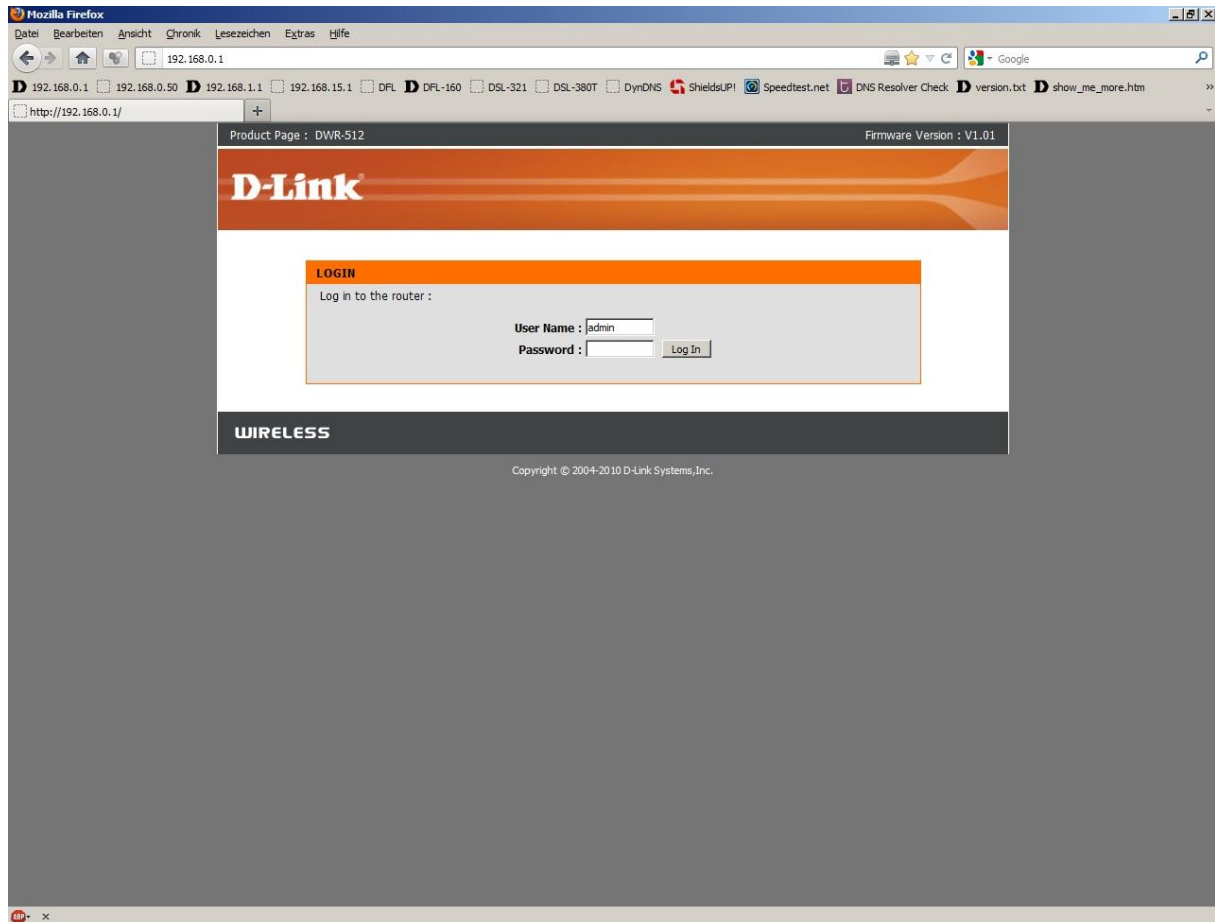 Mozilla Firefox
Datei Bearbeiten Ansicht Chronik Lesezeichen Extras Hilfe
192.168.0.1 Google
D 192.168.0.1 192.168.0.50 D 192.168.1.1 192.168.15.1 DFL D DFL-160 DSL-321 DSL-380T DynDNS ShieldsUP! Speedtest.net DNS Resolver Check D version.txt D show_me_more.htm »
http://192.168.0.1/
Product Page : DWR-512 Firmware Version : V1.01
D-Link
LOGIN
Log in to the router :
User Name : admin
Password : Log In
WIRELESS
Copyright © 2004-2010 D-Link Systems,Inc.
ABP